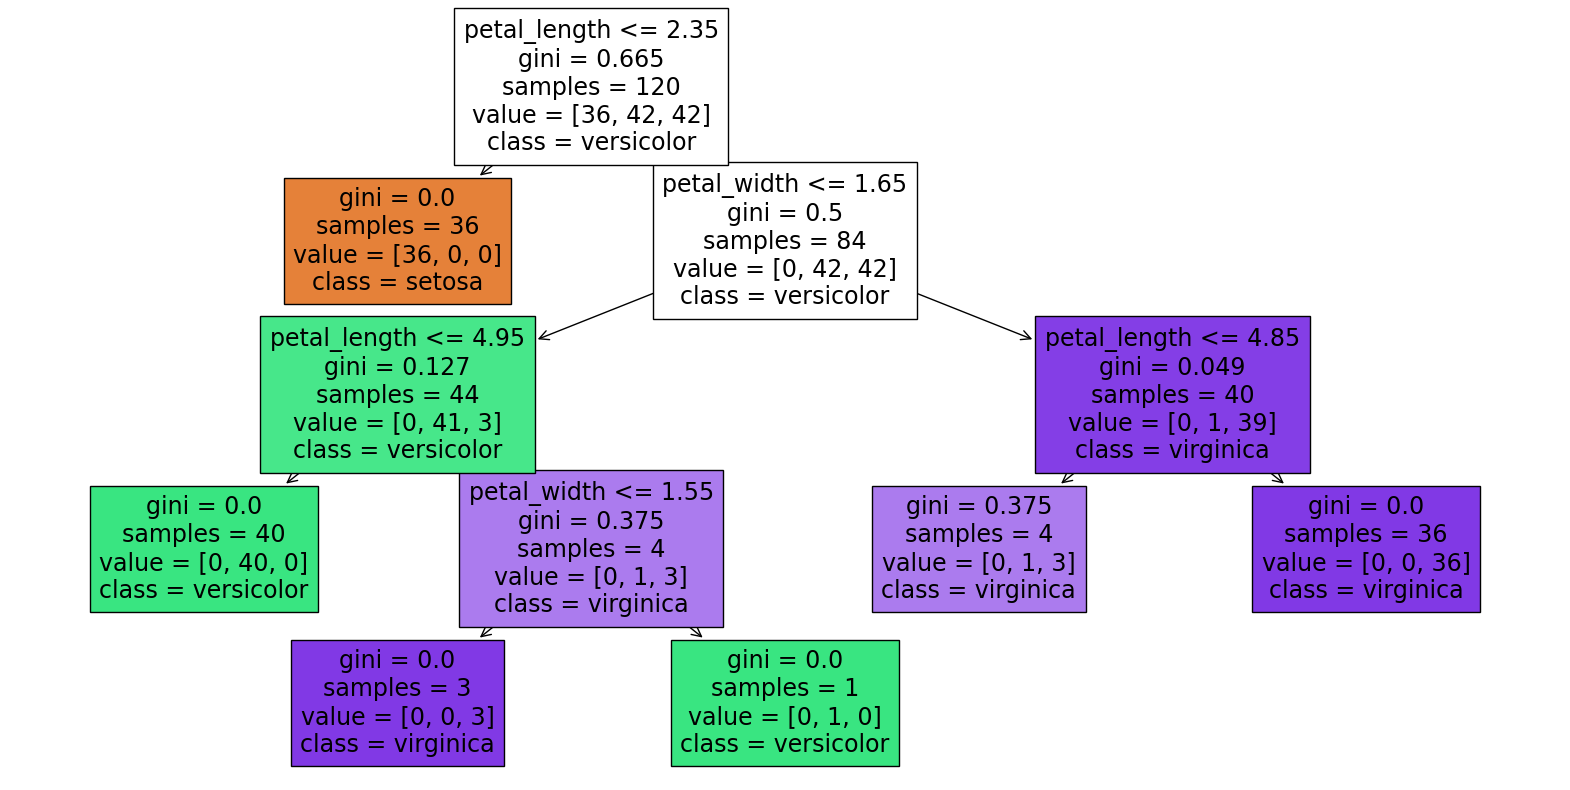 petal_length <= 2.35
gini = 0.665
samples = 120
value = [36, 42, 42]
class = versicolor
gini = 0.0
samples = 36
value = [36, 0, 0]
class = setosa
petal_width <= 1.65
gini = 0.5
samples = 84
value = [0, 42, 42]
class = versicolor
petal_length <= 4.95
gini = 0.127
samples = 44
value = [0, 41, 3]
class = versicolor
petal_length <= 4.85
gini = 0.049
samples = 40
value = [0, 1, 39]
class = virginica
gini = 0.0
samples = 40
value = [0, 40, 0]
class = versicolor
petal_width <= 1.55
gini = 0.375
samples = 4
value = [0, 1, 3]
class = virginica
gini = 0.375
samples = 4
value = [0, 1, 3]
class = virginica
gini = 0.0
samples = 36
value = [0, 0, 36]
class = virginica
gini = 0.0
samples = 3
value = [0, 0, 3]
class = virginica
gini = 0.0
samples = 1
value = [0, 1, 0]
class = versicolor